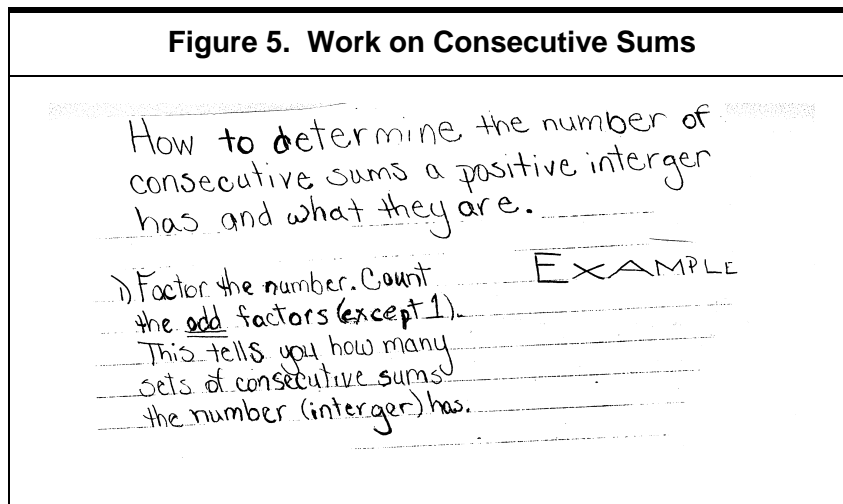 Figure 5. Work on Consecutive Sums
How to determine the number of
consecutive sums a positive interger
has and what they are.
EXAMPLE
1) Factor the number. Count
the odd factors (except 1).
This tells you how many
sets of consecutive sums
the number (interger) has.